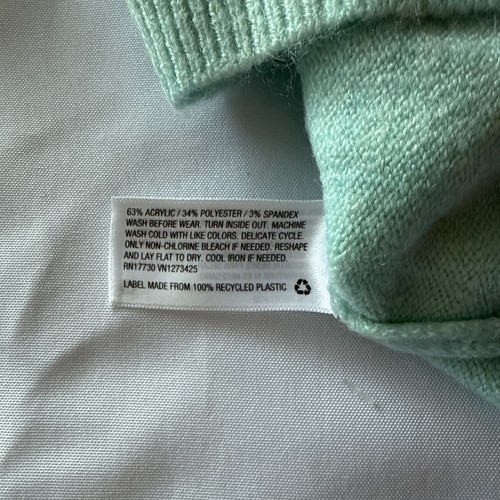 63% ACRYLIC / 34% POLYESTER / 3% SPANDEX
WASH BEFORE WEAR. TURN INSIDE OUT. MACHINE
WASH COLD WITH LIKE COLORS. DELICATE CYCLE.
ONLY NON-CHLORINE BLEACH IF NEEDED. RESHAPE
AND LAY FLAT TO DRY. COOL IRON IF NEEDED.
RN17730 VN1273425
LABEL MADE FROM 100% RECYCLED PLASTIC